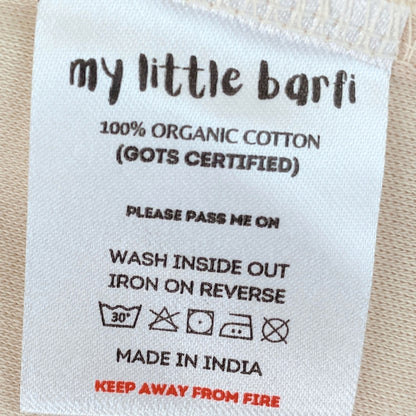 my little barfi
100% ORGANIC COTTON
(GOTS CERTIFIED)
PLEASE PASS ME ON
WASH INSIDE OUT
IRON ON REVERSE
30°
MADE IN INDIA
KEEP AWAY FROM FIRE